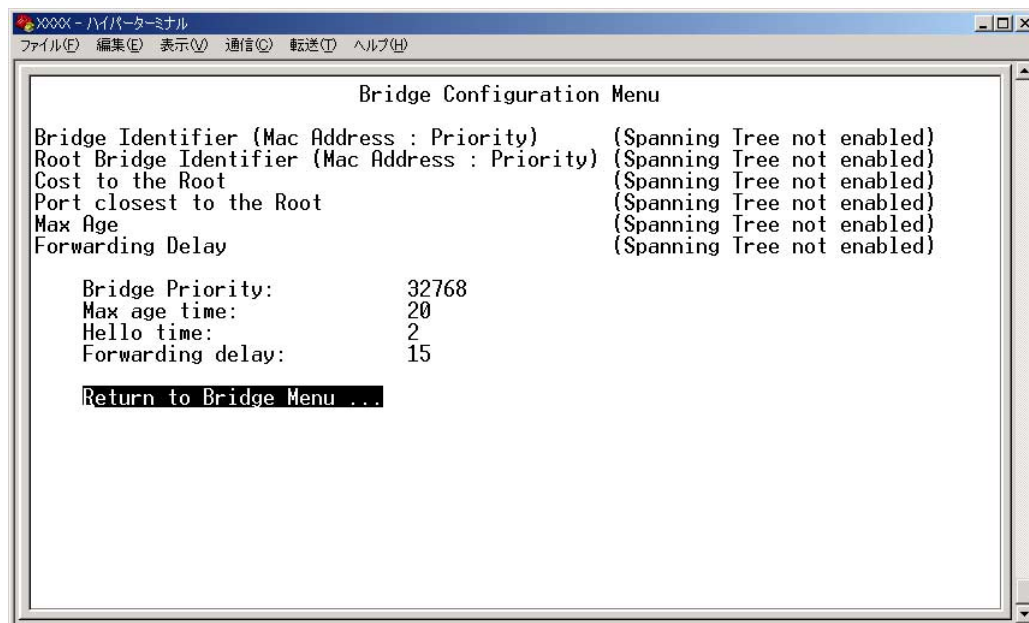 XXXX - ハイパーターミナル
ファイル(F) 編集(E) 表示(V) 通信(C) 転送(T) ヘルプ(H)
Bridge Configuration Menu
Bridge Identifier (Mac Address : Priority) (Spanning Tree not enabled)
Root Bridge Identifier (Mac Address : Priority) (Spanning Tree not enabled)
Cost to the Root (Spanning Tree not enabled)
Port closest to the Root (Spanning Tree not enabled)
Max Age (Spanning Tree not enabled)
Forwarding Delay (Spanning Tree not enabled)
Bridge Priority: 32768
Max age time: 20
Hello time: 2
Forwarding delay: 15
Return to Bridge Menu ...